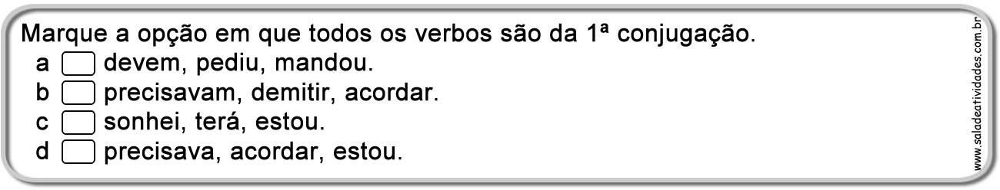 Marque a opção em que todos os verbos são da 1ª conjugação.
a devem, pediu, mandou.
b precisavam, demitir, acordar.
c sonhei, terá, estou.
d precisava, acordar, estou.
www.saladeatividades.com.br